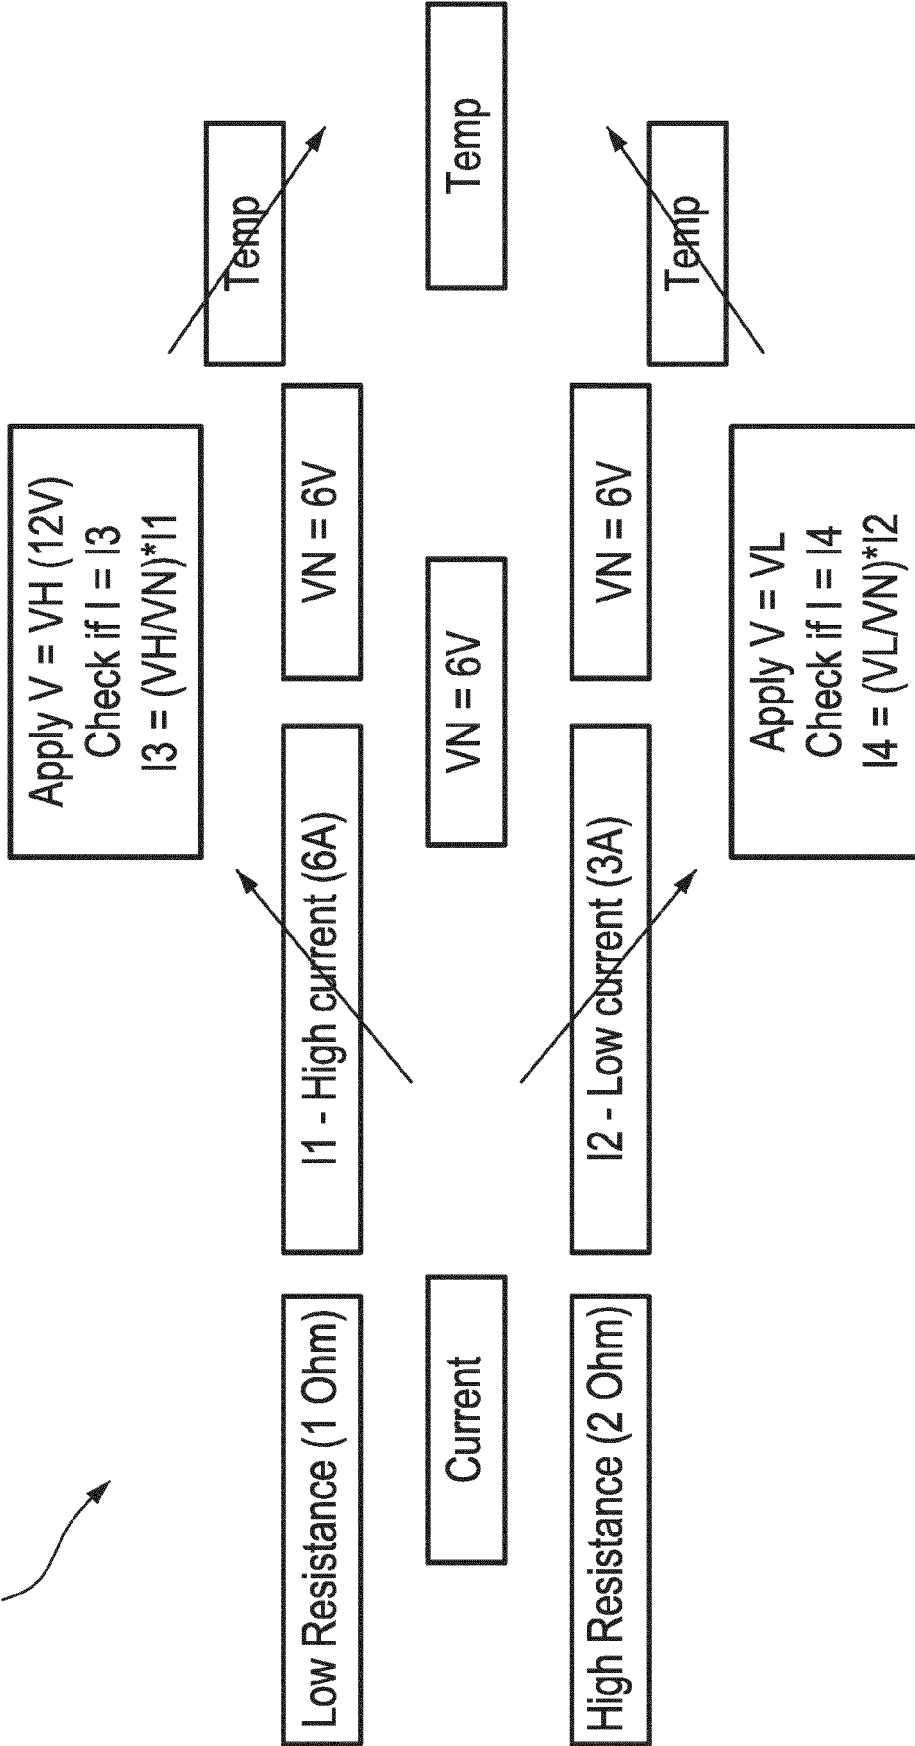 Apply V = VH (12V)
Check if I = I3
I3 = (VH/VN)*I1
Temp
Low Resistance (1 Ohm)
I1 - High current (6A)
VN = 6V
Current
VN = 6V
Temp
High Resistance (2 Ohm)
I2 - Low current (3A)
VN = 6V
Temp
Apply V = VL
Check if I = I4
I4 = (VL/VN)*I2